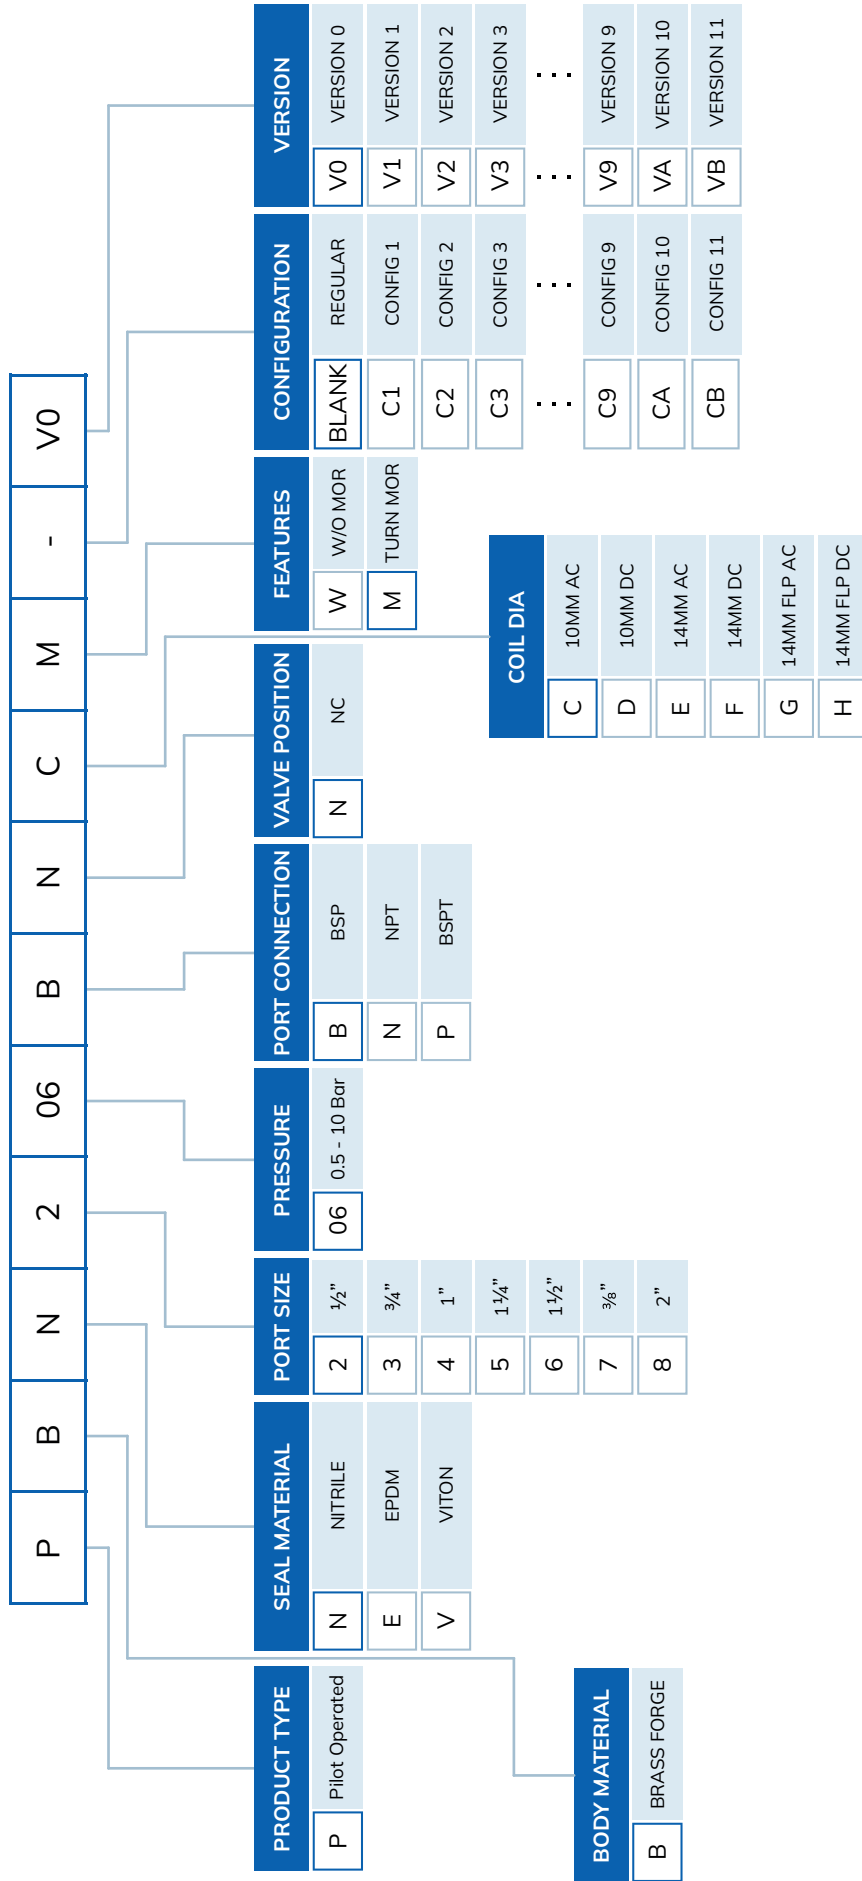 P B N 2 06 B N C M - V0
PRODUCT TYPE
P Pilot Operated
BODY MATERIAL
B BRASS FORGE
SEAL MATERIAL
N NITRILE
E EPDM
V VITON
PORT SIZE
2 ½”
3 ¾”
4 1”
5 1¼”
6 1½”
7 ⅜”
8 2”
PRESSURE
06 0.5 - 10 Bar
PORT CONNECTION
B BSP
N NPT
P BSPT
VALVE POSITION
N NC
COIL DIA
C 10MM AC
D 10MM DC
E 14MM AC
F 14MM DC
G 14MM FLP AC
H 14MM FLP DC
FEATURES
W W/O MOR
M TURN MOR
CONFIGURATION
BLANK REGULAR
C1 CONFIG 1
C2 CONFIG 2
C3 CONFIG 3
... ...
C9 CONFIG 9
CA CONFIG 10
CB CONFIG 11
VERSION
V0 VERSION 0
V1 VERSION 1
V2 VERSION 2
V3 VERSION 3
... ...
V9 VERSION 9
VA VERSION 10
VB VERSION 11